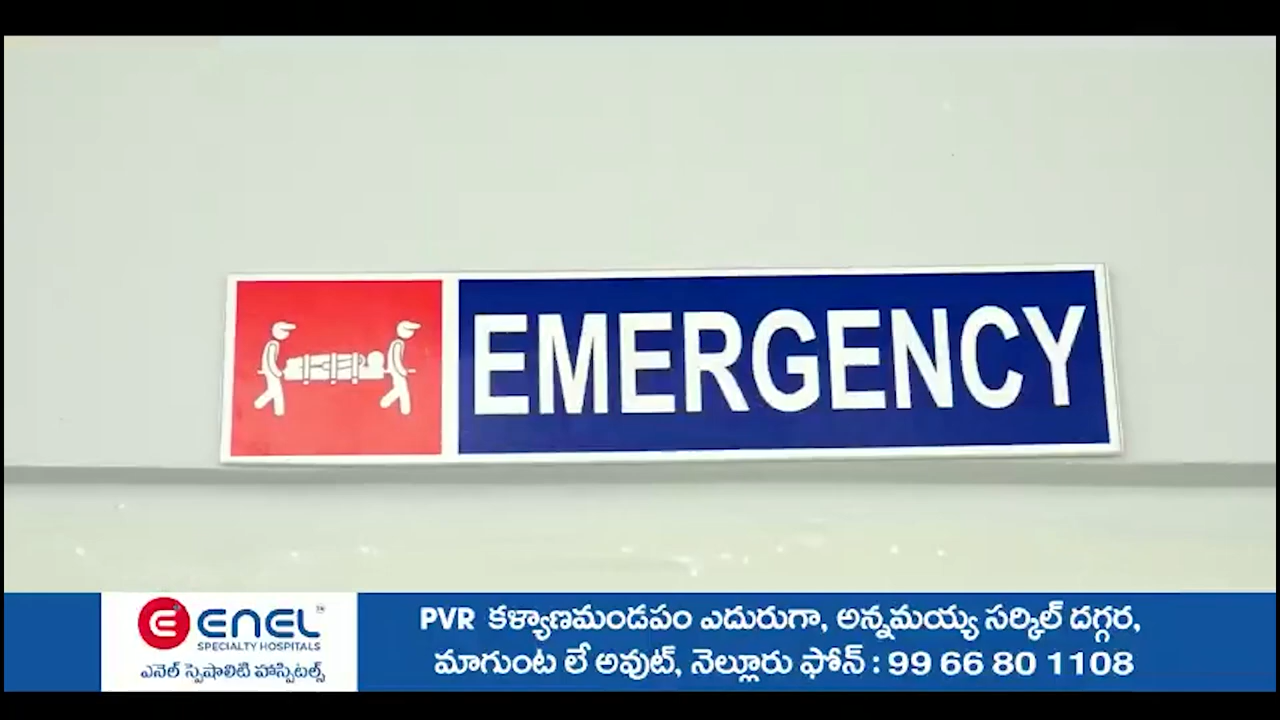 EMERGENCY
ENEL
SPECIALTY HOSPITALS
ఎనెల్ స్పెషాలిటి హాస్పిటల్స్
PVR కళ్యాణమండపం ఎదురుగా, అన్నమయ్య సర్కిల్ దగ్గర,
మాగుంట లే అవుట్, నెల్లూరు ఫోన్ : 99 66 80 1108